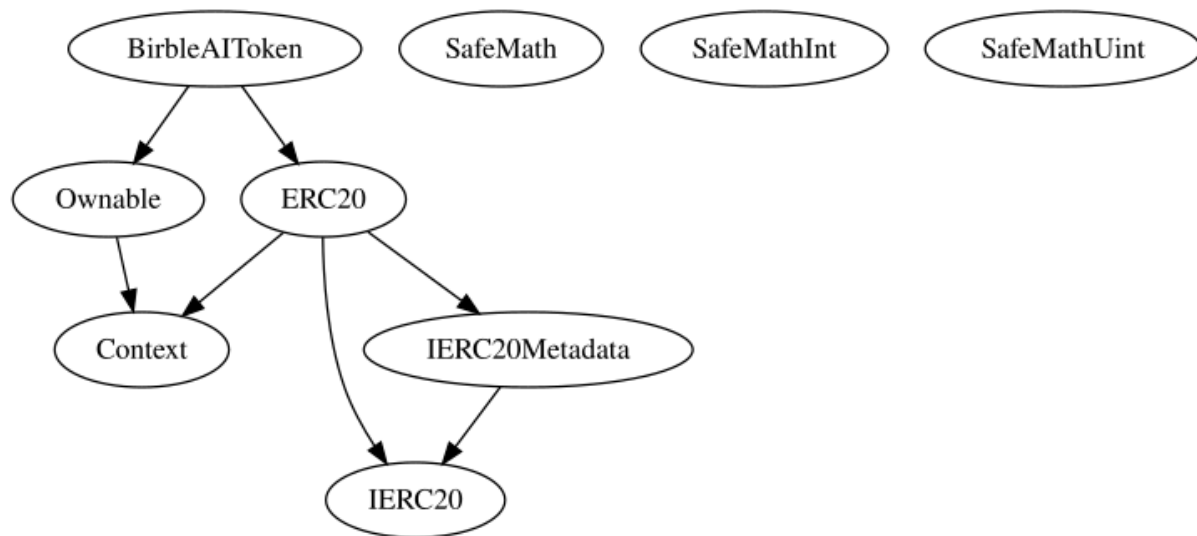 BirbleAIToken
SafeMath
SafeMathInt
SafeMathUint
Ownable
ERC20
Context
IERC20Metadata
IERC20